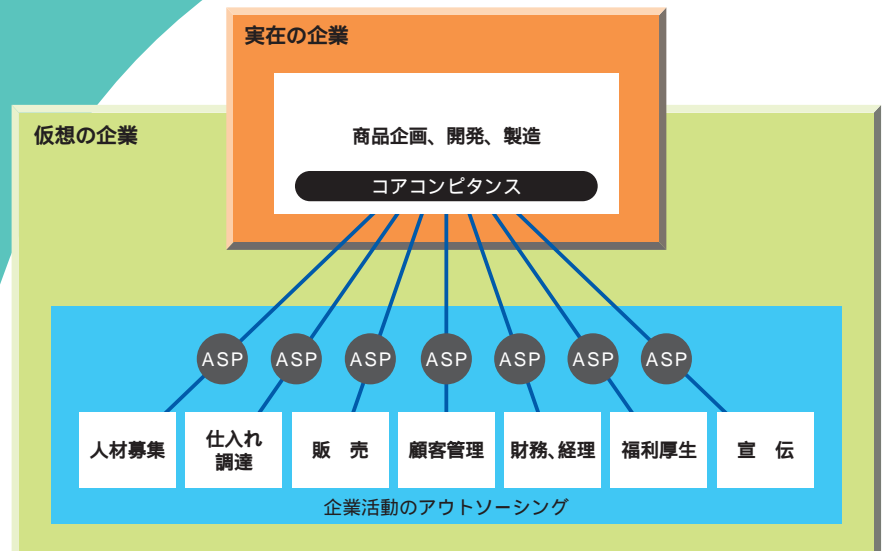 実在の企業
仮想の企業
商品企画、開発、製造
コアコンピタンス
ASP
ASP
ASP
ASP
ASP
ASP
ASP
人材募集
仕入れ
調達
販　売
顧客管理
財務、経理
福利厚生
宣　伝
企業活動のアウトソーシング